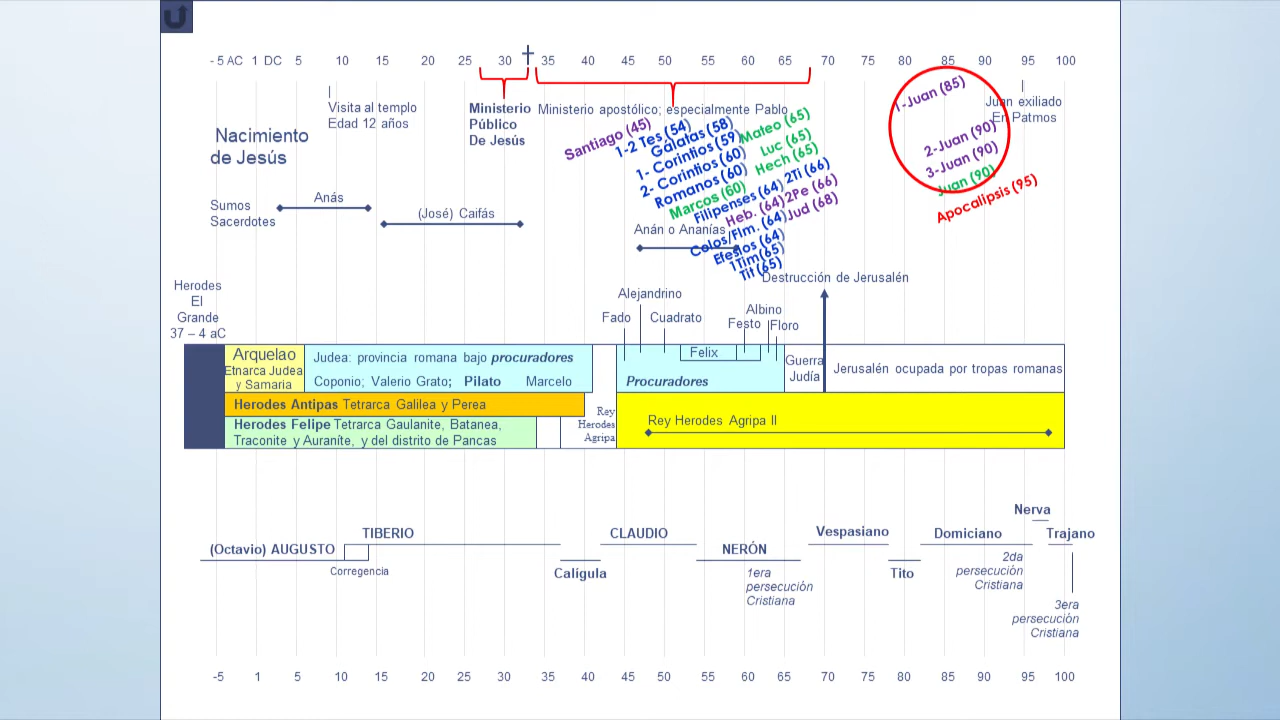 - 5 AC 1 DC 5 10 15 20 25 30 35 40 45 50 55 60 65 70 75 80 85 90 95 100
Visita al templo
Edad 12 años
Ministerio
Público
De Jesús
Ministerio apostólico; especialmente Pablo
Nacimiento
de Jesús
Santiago (45)
1-2 Tes (54)
Gálatas (58)
1- Corintios (59)
2- Corintios (60)
Romanos (60)
Marcos (60)
Filipenses (64)
Heb. (64)
Colos/Flm. (64)
Efesios (64)
1Tim(65)
Tit (65)
Mateo (65)
Luc (65)
Hech (65)
2Ti (66)
2Pe (66)
Jud (68)
1-Juan (85)
2-Juan (90)
3-Juan (90)
Juan (90)
Apocalipsis (95)
Juan exiliado
En Patmos
Sumos
Sacerdotes
Anás
(José) Caifás
Anán o Ananías
Destrucción de Jerusalén
Herodes
El
Grande
37 – 4 aC
Alejandrino
Fado
Cuadrato
Albino
Festo
Floro
Arquelao
Etnarca Judea
y Samaria
Judea: provincia romana bajo procuradores
Coponio; Valerio Grato; Pilato Marcelo
Felix
Procuradores
Guerra
Judía
Jerusalén ocupada por tropas romanas
Herodes Antipas Tetrarca Galilea y Perea
Herodes Felipe Tetrarca Gaulanite, Batanea,
Traconite y Auraníte, y del distrito de Pancas
Rey
Herodes
Agripa
Rey Herodes Agripa II
(Octavio) AUGUSTO
TIBERIO
Corregencia
Calígula
CLAUDIO
NERÓN
1era
persecución
Cristiana
Vespasiano
Tito
Domiciano
2da
persecución
Cristiana
Nerva
Trajano
3era
persecución
Cristiana
-5 1 5 10 15 20 25 30 35 40 45 50 55 60 65 70 75 80 85 90 95 100